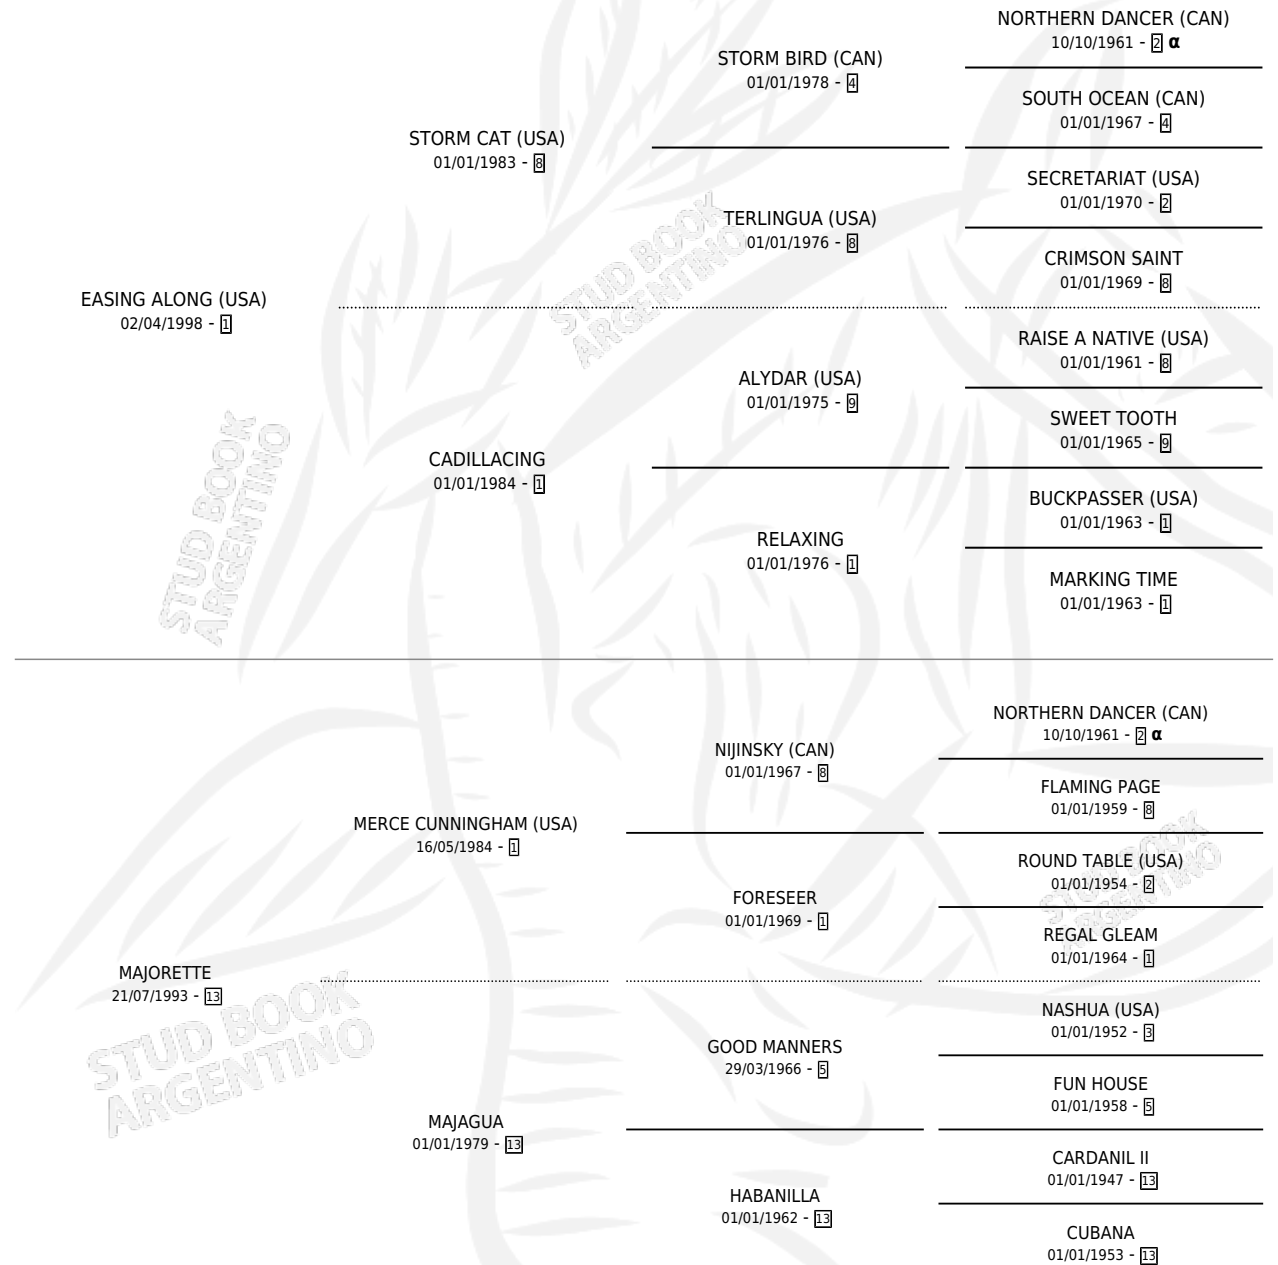 NORTHERN DANCER (CAN)
10/10/1961 - 2 α
STORM BIRD (CAN)
01/01/1978 - 4
SOUTH OCEAN (CAN)
01/01/1967 - 4
STORM CAT (USA)
01/01/1983 - 8
SECRETARIAT (USA)
01/01/1970 - 2
TERLINGUA (USA)
01/01/1976 - 8
CRIMSON SAINT
01/01/1969 - 8
EASING ALONG (USA)
02/04/1998 - 1
RAISE A NATIVE (USA)
01/01/1961 - 8
ALYDAR (USA)
01/01/1975 - 9
SWEET TOOTH
01/01/1965 - 9
CADILLACING
01/01/1984 - 1
BUCKPASSER (USA)
01/01/1963 - 1
RELAXING
01/01/1976 - 1
MARKING TIME
01/01/1963 - 1
NORTHERN DANCER (CAN)
10/10/1961 - 2 α
NIJINSKY (CAN)
01/01/1967 - 8
FLAMING PAGE
01/01/1959 - 8
MERCE CUNNINGHAM (USA)
16/05/1984 - 1
ROUND TABLE (USA)
01/01/1954 - 2
FORESEER
01/01/1969 - 1
REGAL GLEAM
01/01/1964 - 1
MAJORETTE
21/07/1993 - 13
NASHUA (USA)
01/01/1952 - 3
GOOD MANNERS
29/03/1966 - 5
FUN HOUSE
01/01/1958 - 5
MAJAGUA
01/01/1979 - 13
CARDANIL II
01/01/1947 - 13
HABANILLA
01/01/1962 - 13
CUBANA
01/01/1953 - 13
STUD BOOK
ARGENTINO
STUD BOOK
ARGENTINO
STUD BOOK
ARGENTINO
STUD BOOK
ARGENTINO